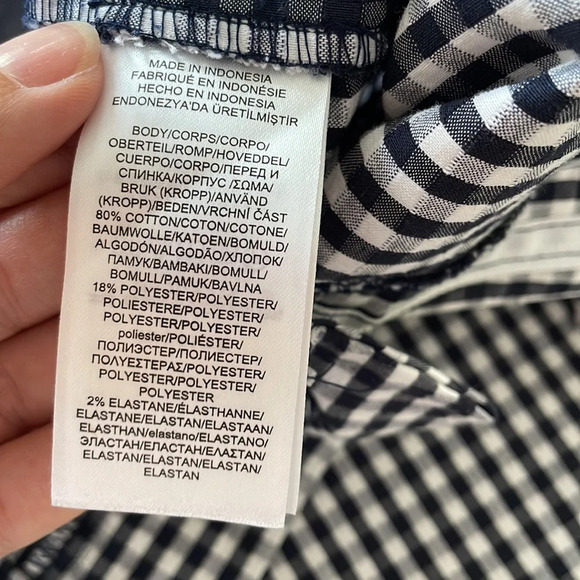 MADE IN INDONESIA
FABRIQUÉ EN INDONÉSIE
HECHO EN INDONESIA
ENDONEZYA'DA ÜRETİLMİŞTİR
BODY/CORPS/CORPO/
OBERTEIL/ROMP/HOVEDDEL/
CUERPO/CORPO/ПЕРЕД И
СПИНКА/КОРПУС /ΣΩΜΑ/
BRUK (KROPP)/ANVÄND
(KROPP)/BEDEN/VRCHNÍ ČÁST
80% COTTON/COTON/COTONE/
BAUMWOLLE/KATOEN/BOMULD/
ALGODÓN/ALGODÃO/ХЛОПОК/
ПАМУК/ΒΑΜΒΑΚΙ/BOMULL/
BOMULL/PAMUK/BAVLNA
18% POLYESTER/POLYESTER/
POLIESTERE/POLYESTER/
POLYESTER/POLYESTER/
poliester/POLIÉSTER/
ПОЛИЭСТЕР/ПОЛИЕСТЕР/
ΠΟΛΥΕΣΤΕΡΑΣ/POLYESTER/
POLYESTER/POLYESTER/
POLYESTER
2% ELASTANE/ÉLASTHANNE/
ELASTANE/ELASTAN/ELASTAAN/
ELASTHAN/elastano/ELASTANO/
ЭЛАСТАН/ЕЛАСТАН/ΕΛΑΣΤΑΝ/
ELASTAN/ELASTAN/ELASTAN/
ELASTAN